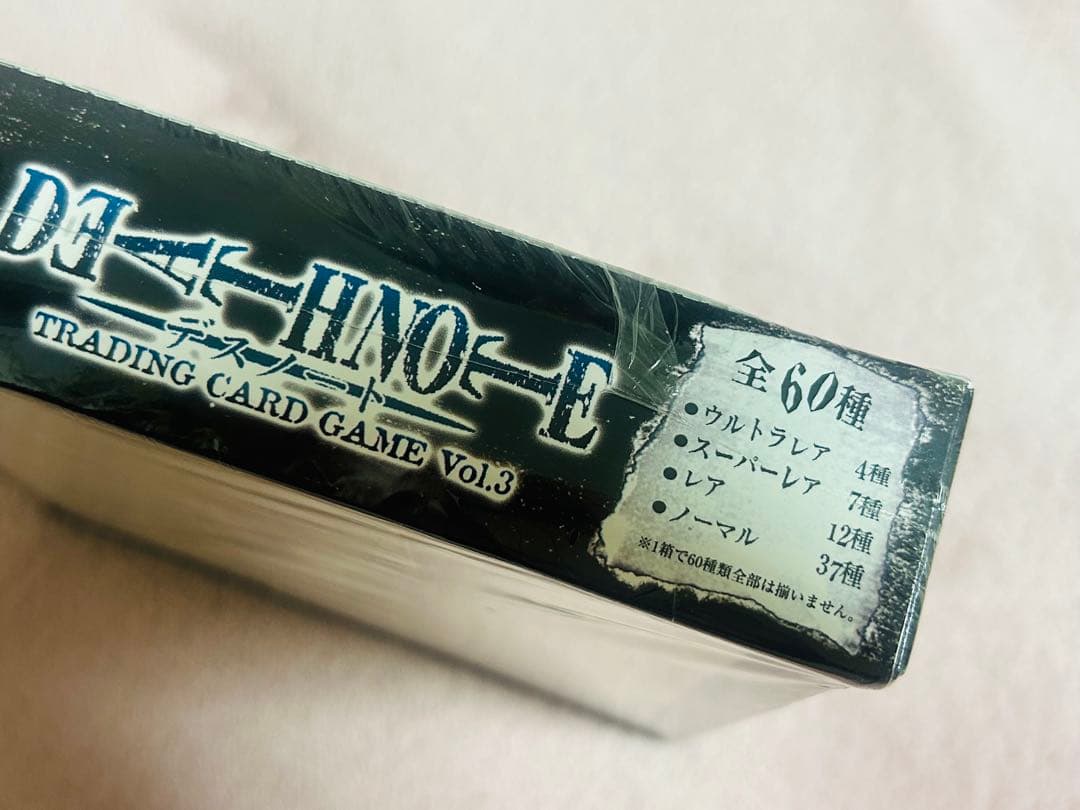 DEATH NOTE
デスノート
TRADING CARD GAME Vol.3
全60種
●ウルトラレア 4種
●スーパーレア 7種
●レア 12種
●ノーマル 37種
※1箱で60種類全部は揃いません。